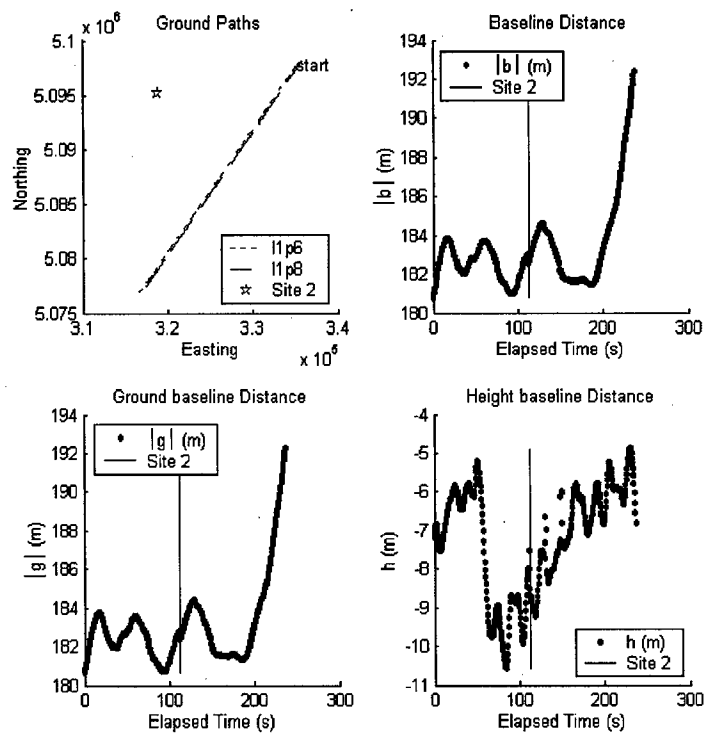 Ground Paths
x 10^6
5.1
5.095
5.09
5.085
5.08
5.075
Northing
start
l1p6
l1p8
Site 2
3.1
3.2
3.3
3.4
Easting
x 10^5
Baseline Distance
194
192
190
188
186
184
182
180
|b| (m)
|b| (m)
Site 2
0
100
200
300
Elapsed Time (s)
Ground baseline Distance
194
192
190
188
186
184
182
180
|g| (m)
|g| (m)
Site 2
0
100
200
300
Elapsed Time (s)
Height baseline Distance
-4
-5
-6
-7
-8
-9
-10
-11
h (m)
h (m)
Site 2
0
100
200
300
Elapsed Time (s)